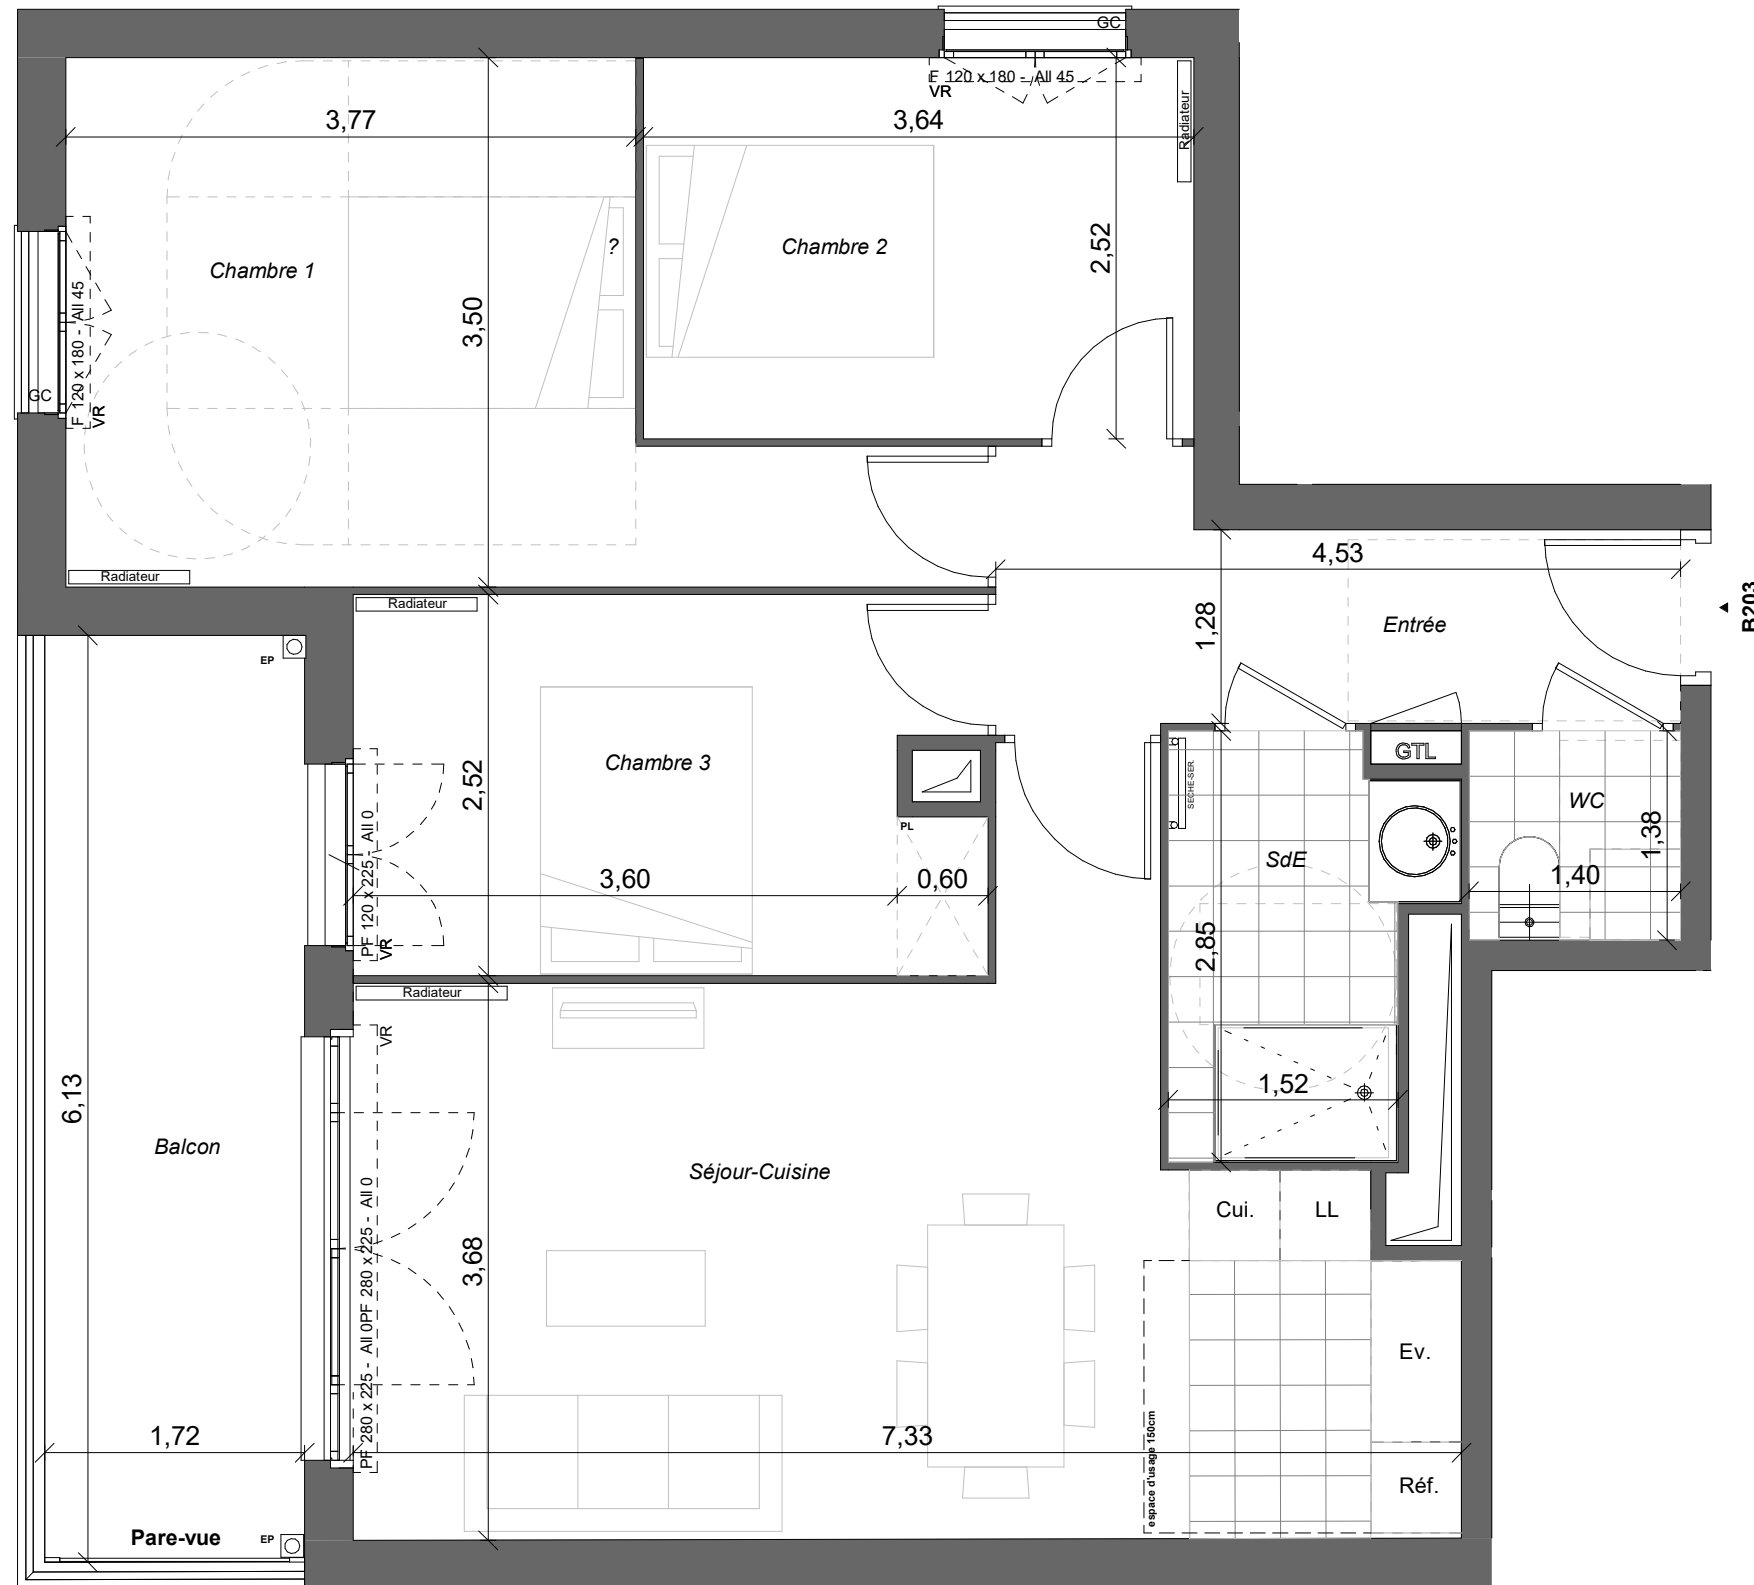 GC
F 120 x 180 - All 45
VR
3,77
3,64
Radiateur
Chambre 1
?
Chambre 2
2,52
3,50
F 120 x 180 - All 45
GC
VR
Radiateur
4,53
B203
Radiateur
1,28
Entrée
EP
GTL
SECHE-SER.
Chambre 3
2,52
WC
1,38
PL
PF 120 x 225 - All 0
VR
SdE
3,60
0,60
1,40
2,85
Radiateur
VR
6,13
1,52
Balcon
Séjour-Cuisine
Cui.
LL
3,68
PF 280 x 225 - All 0PF 280 x 225 - All 0
Ev.
1,72
7,33
espace d'usage 150cm
Réf.
Pare-vue
EP